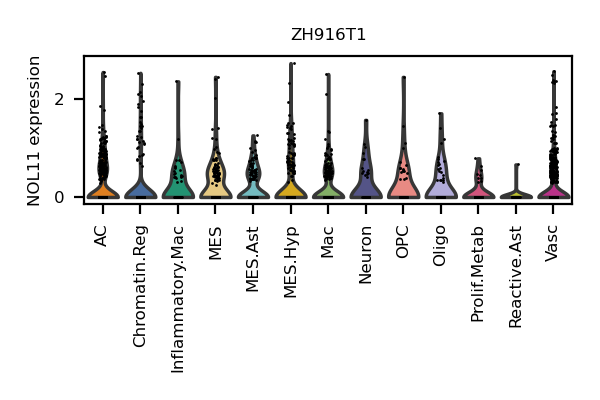 ZH916T1
NOL11 expression
2
0
AC
Chromatin.Reg
Inflammatory.Mac
MES
MES.Ast
MES.Hyp
Mac
Neuron
OPC
Oligo
Prolif.Metab
Reactive.Ast
Vasc